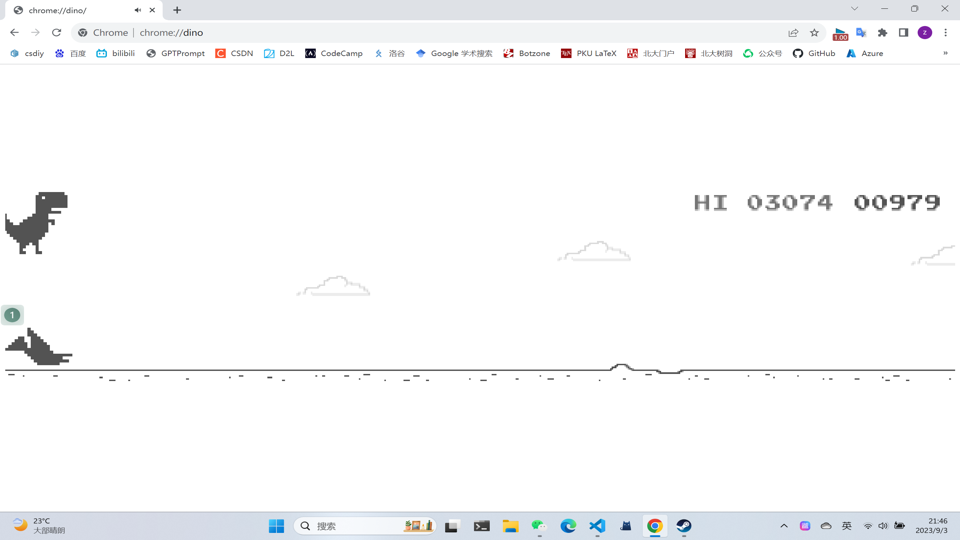 chrome://dino/
Chrome | chrome://dino
1.00
z
csdiy 百度 bilibili GPTPrompt CSDN D2L CodeCamp 洛谷 Google 学术搜索 Botzone PKU LaTeX 北大门户 北大树洞 公众号 GitHub Azure »
HI 03074 00979
1
23°C
大部晴朗
搜索
英
21:46
2023/9/3